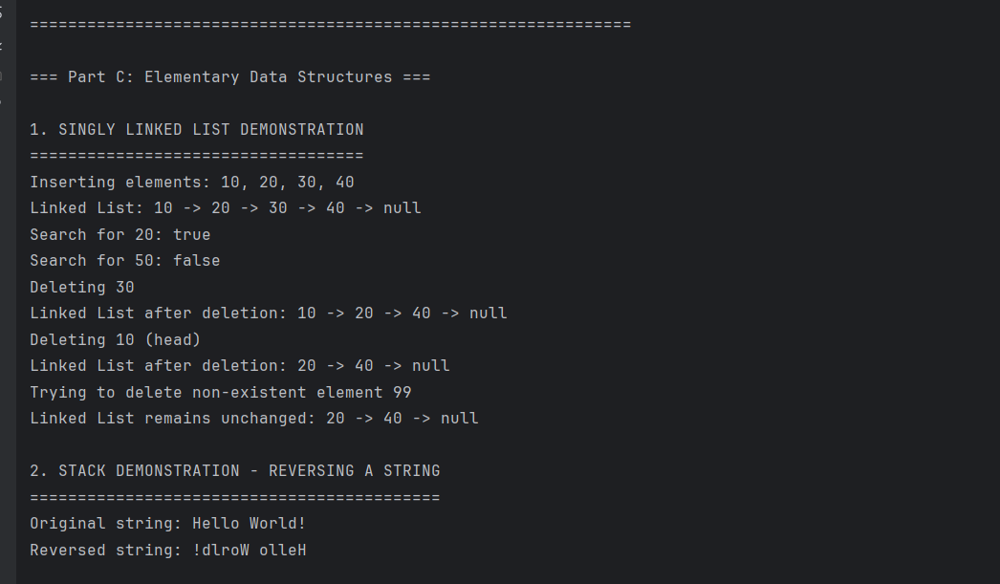 ===============================================================
=== Part C: Elementary Data Structures ===
1. SINGLY LINKED LIST DEMONSTRATION
===================================
Inserting elements: 10, 20, 30, 40
Linked List: 10 -> 20 -> 30 -> 40 -> null
Search for 20: true
Search for 50: false
Deleting 30
Linked List after deletion: 10 -> 20 -> 40 -> null
Deleting 10 (head)
Linked List after deletion: 20 -> 40 -> null
Trying to delete non-existent element 99
Linked List remains unchanged: 20 -> 40 -> null
2. STACK DEMONSTRATION - REVERSING A STRING
===========================================
Original string: Hello World!
Reversed string: !dlroW olleH